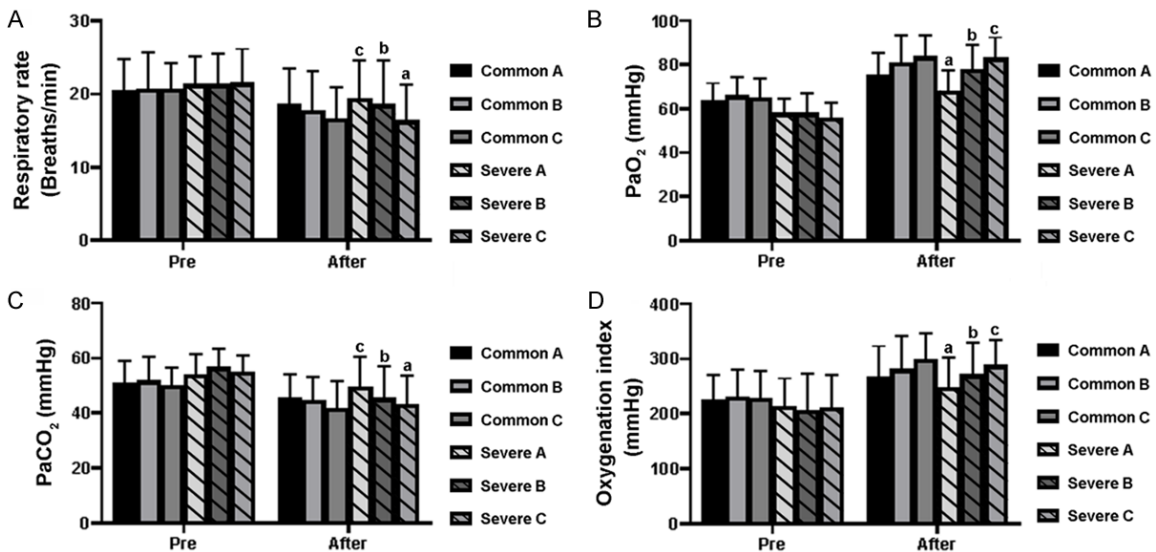 A
Respiratory rate
(Breaths/min)
30
20
10
0
c
b
a
Pre
After
Common A
Common B
Common C
Severe A
Severe B
Severe C
B
PaO₂ (mmHg)
100
80
60
40
20
0
a
b
c
Pre
After
Common A
Common B
Common C
Severe A
Severe B
Severe C
C
PaCO₂ (mmHg)
80
60
40
20
0
c
b
a
Pre
After
Common A
Common B
Common C
Severe A
Severe B
Severe C
D
Oxygenation index
(mmHg)
400
300
200
100
0
a
b
c
Pre
After
Common A
Common B
Common C
Severe A
Severe B
Severe C